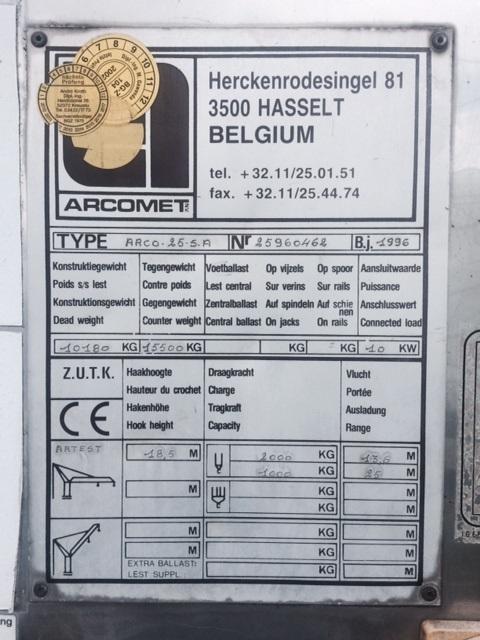 Herckenrodesingel 81
3500 HASSELT
BELGIUM
tel. +32.11/25.01.51
fax. +32.11/25.44.74
ARCOMET
TYPE ARCO-25-S.A Nr 25960462 B.j. 1996
Konstruktiegewicht Tegengewicht Voetballast Op vijzels Op spoor Aansluitwaarde
Poids s/s lest Contre poids Lest central Sur verins Sur rails Puissance
Konstruktionsgewicht Gegengewicht Zentralballast Auf spindeln Auf schienen Anschlusswert
Dead weight Counter weight Central ballast On jacks On rails Connected load
10180 KG 15500 KG KG KG 10 KW
Z.U.T.K. Haakhoogte Draagkracht Vlucht
Hauteur du crochet Charge Portée
CE Hakenhöhe Tragkraft Ausladung
Hook height Capacity Range
18,5 M 2000 KG 13,6 M
1000 KG 25 M
M KG M
KG M
M KG M
M KG M
EXTRA BALLAST:
LEST SUPPL.: KG M